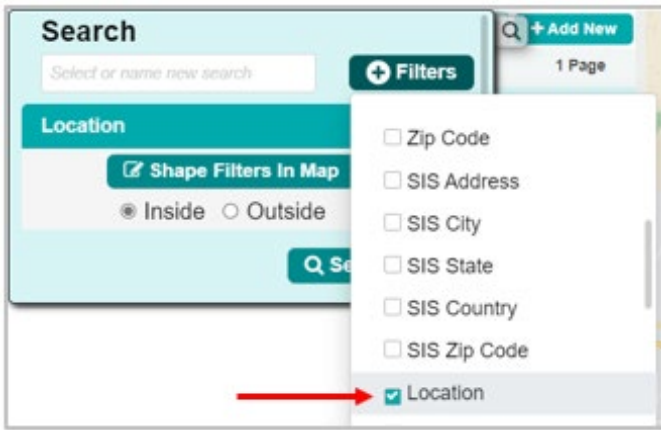 Search
+ Add New
Select or name new search
Filters
1 Page
Location
Shape Filters In Map
Inside
Outside
Zip Code
SIS Address
SIS City
SIS State
SIS Country
SIS Zip Code
Location